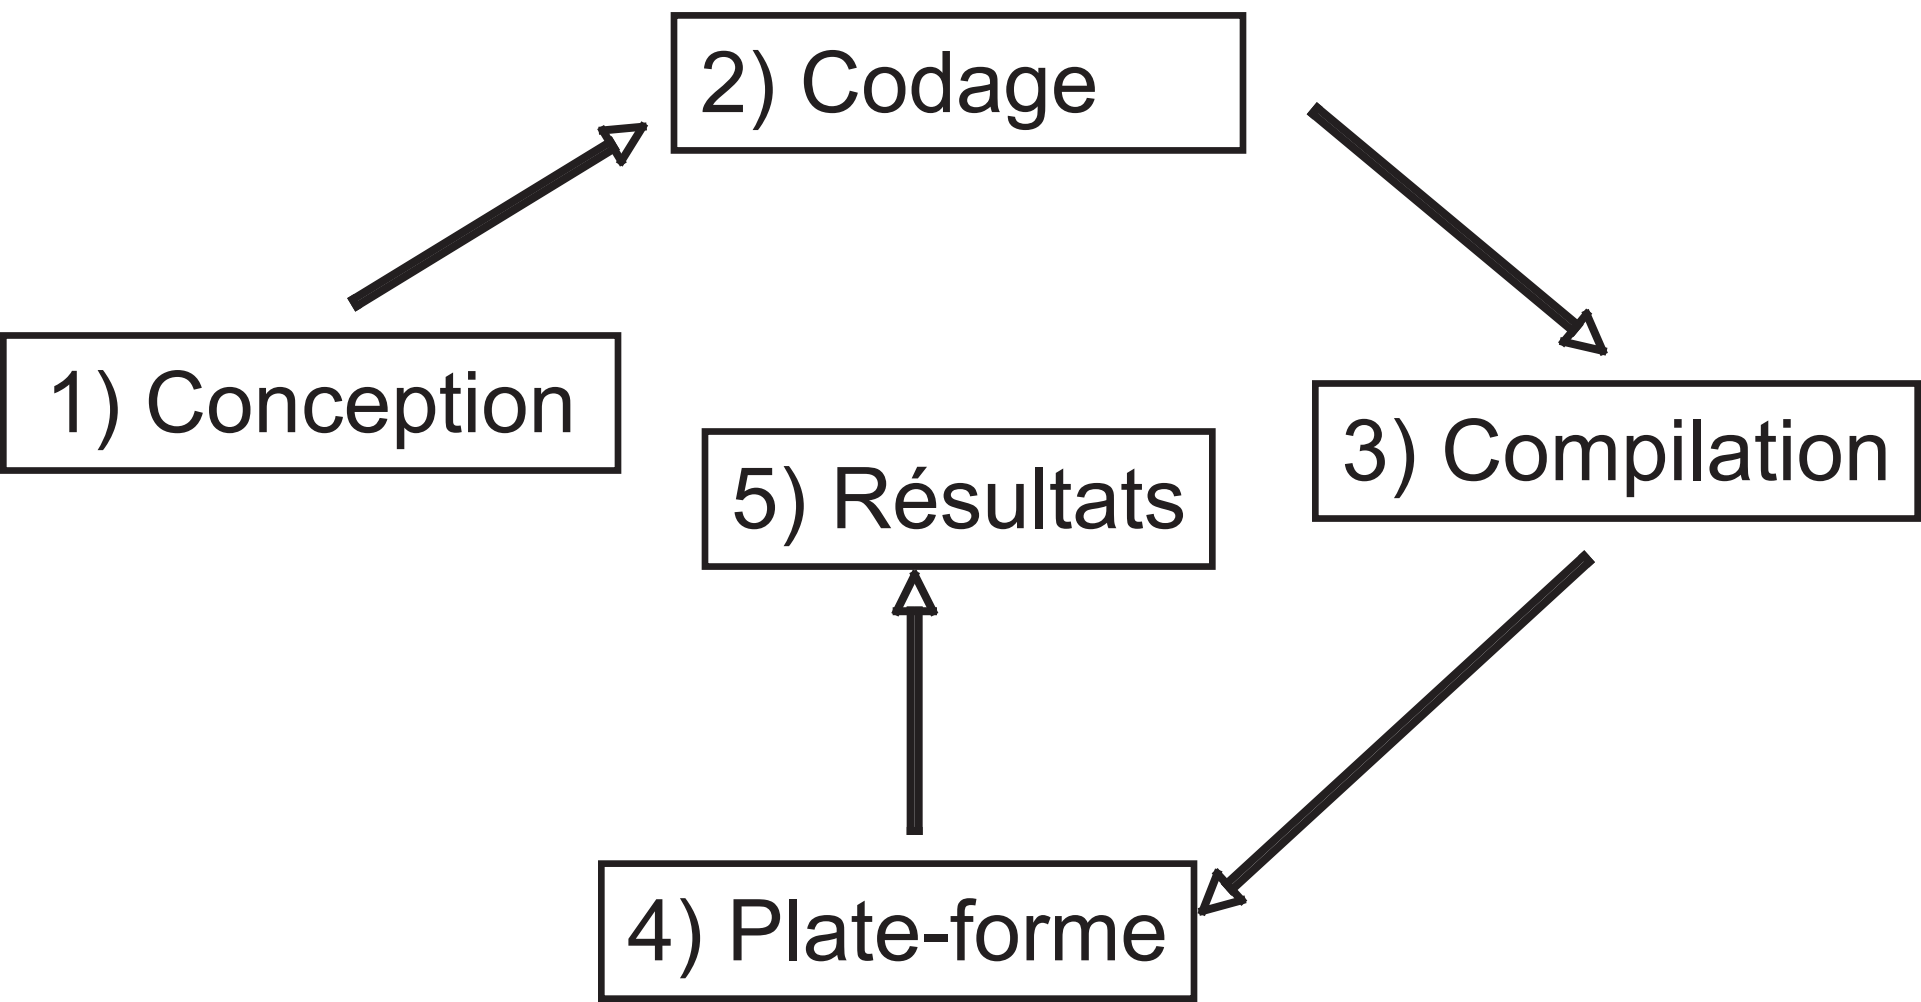 1) Conception
2) Codage
3) Compilation
4) Plate-forme
5) Résultats